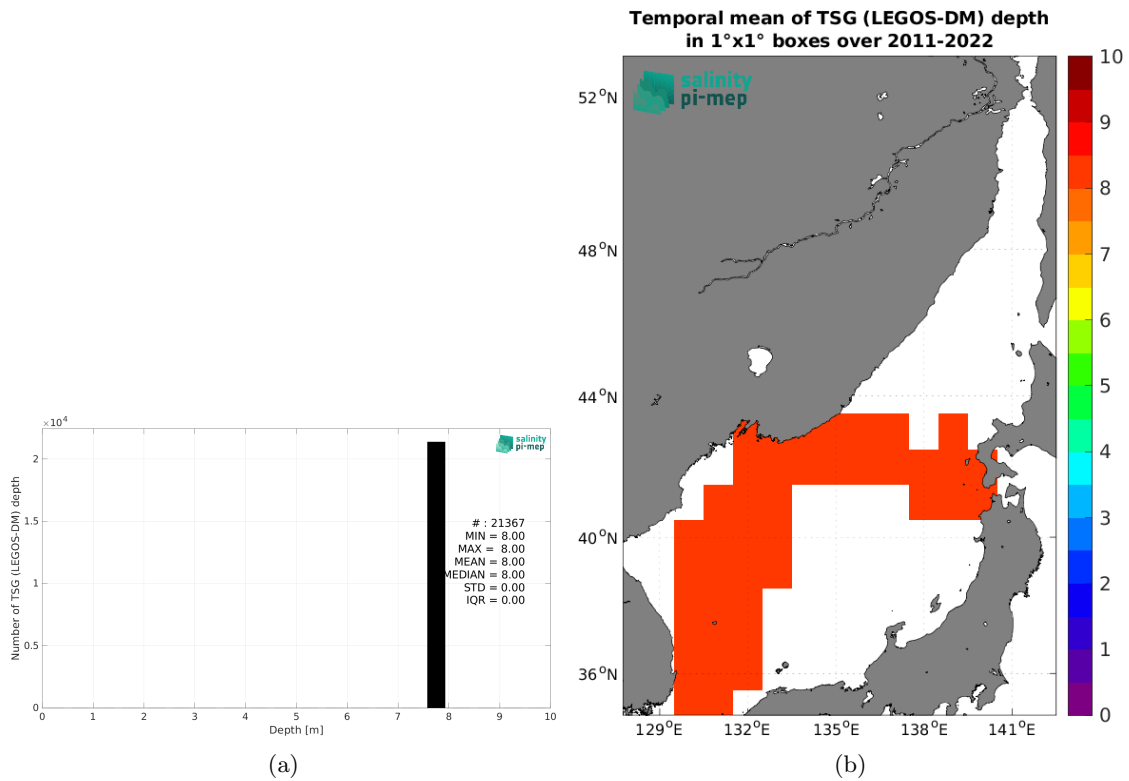 Temporal mean of TSG (LEGOS-DM) depth
in 1°x1° boxes over 2011-2022
salinity
pi-mep
52°N
48°N
44°N
40°N
36°N
129°E
132°E
135°E
138°E
141°E
10
9
8
7
6
5
4
3
2
1
0
×10⁴
2
1.5
1
0.5
0
Number of TSG (LEGOS-DM) depth
salinity
pi-mep
# : 21367
MIN = 8.00
MAX = 8.00
MEAN = 8.00
MEDIAN = 8.00
STD = 0.00
IQR = 0.00
0 1 2 3 4 5 6 7 8 9 10
Depth [m]
(a)
(b)